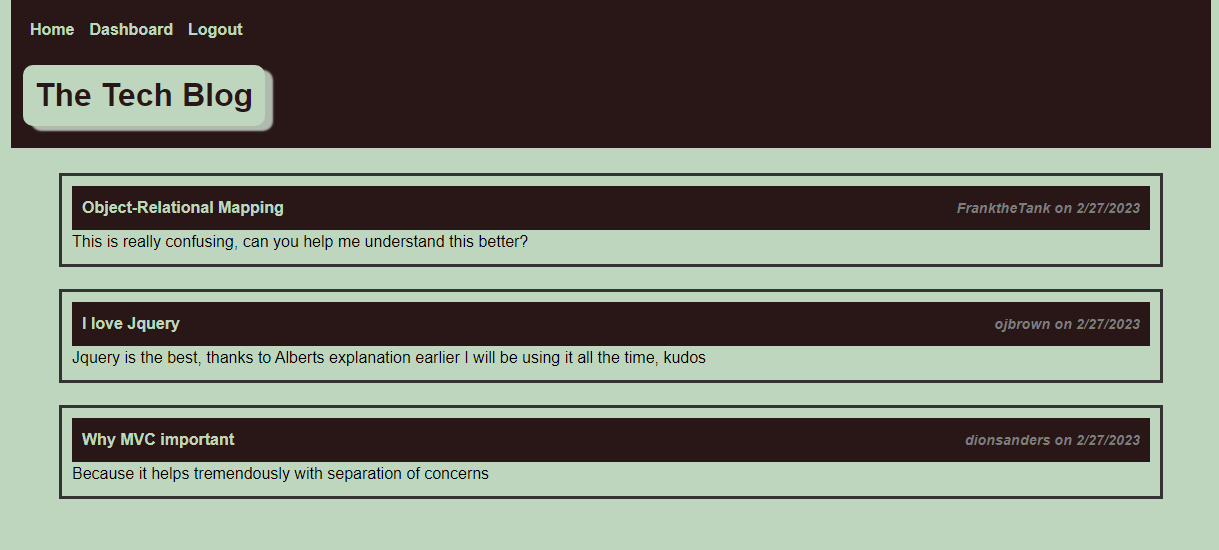 Home Dashboard Logout
The Tech Blog
Object-Relational Mapping FranktheTank on 2/27/2023
This is really confusing, can you help me understand this better?
I love Jquery ojbrown on 2/27/2023
Jquery is the best, thanks to Alberts explanation earlier I will be using it all the time, kudos
Why MVC important dionsanders on 2/27/2023
Because it helps tremendously with separation of concerns